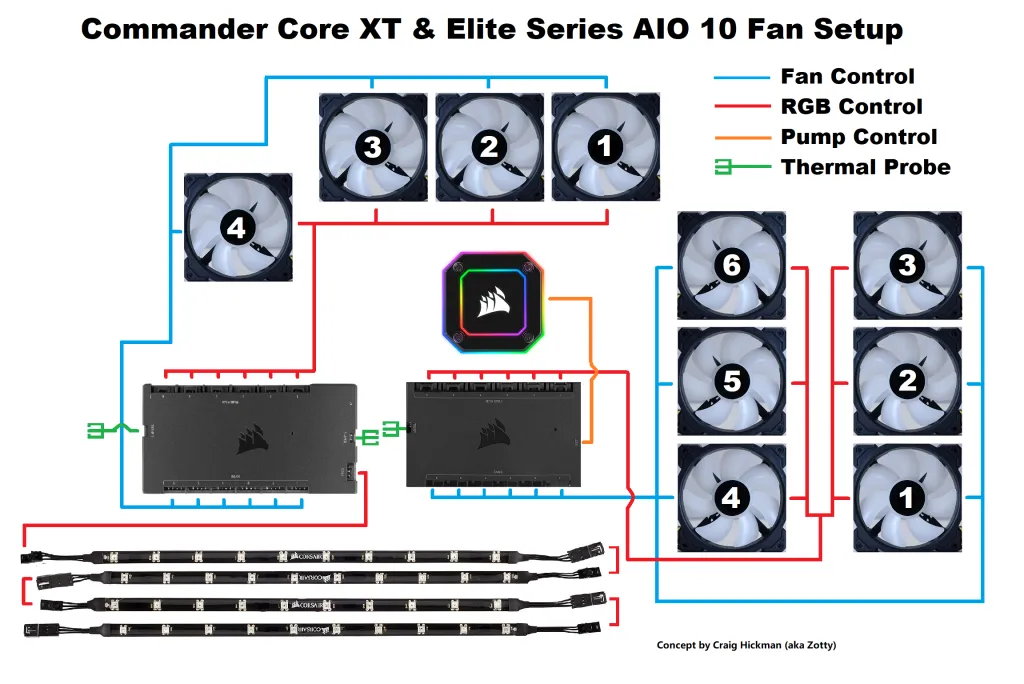 Commander Core XT & Elite Series AIO 10 Fan Setup
Fan Control
RGB Control
Pump Control
Thermal Probe
3
2
1
4
6
3
5
2
4
1
CORSAIR
CORSAIR
CORSAIR
CORSAIR
Concept by Craig Hickman (aka Zotty)